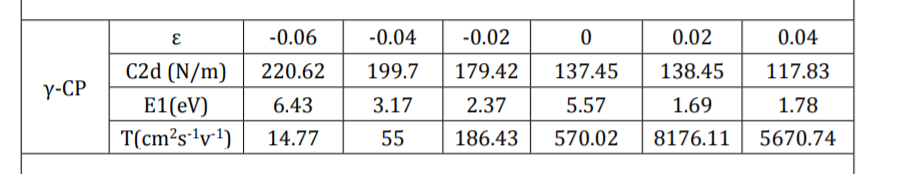 γ-CP
ε -0.06 -0.04 -0.02 0 0.02 0.04
C2d (N/m) 220.62 199.7 179.42 137.45 138.45 117.83
E1(eV) 6.43 3.17 2.37 5.57 1.69 1.78
T(cm²s⁻¹v⁻¹) 14.77 55 186.43 570.02 8176.11 5670.74